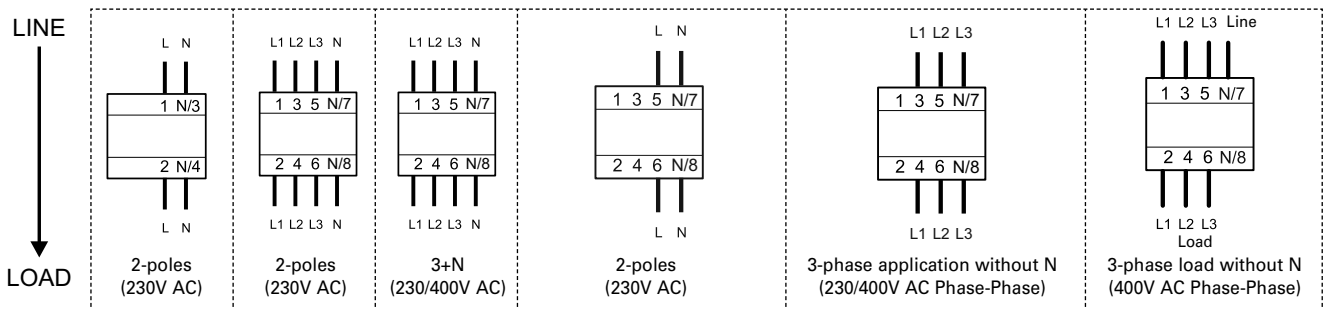 LINE
LOAD
L N
1 N/3
2 N/4
L N
2-poles
(230V AC)
L1 L2 L3 N
1 3 5 N/7
2 4 6 N/8
L1 L2 L3 N
2-poles
(230V AC)
L1 L2 L3 N
1 3 5 N/7
2 4 6 N/8
L1 L2 L3 N
3+N
(230/400V AC)
L N
1 3 5 N/7
2 4 6 N/8
L N
2-poles
(230V AC)
L1 L2 L3
1 3 5 N/7
2 4 6 N/8
L1 L2 L3
3-phase application without N
(230/400V AC Phase-Phase)
L1 L2 L3 Line
1 3 5 N/7
2 4 6 N/8
L1 L2 L3
Load
3-phase load without N
(400V AC Phase-Phase)